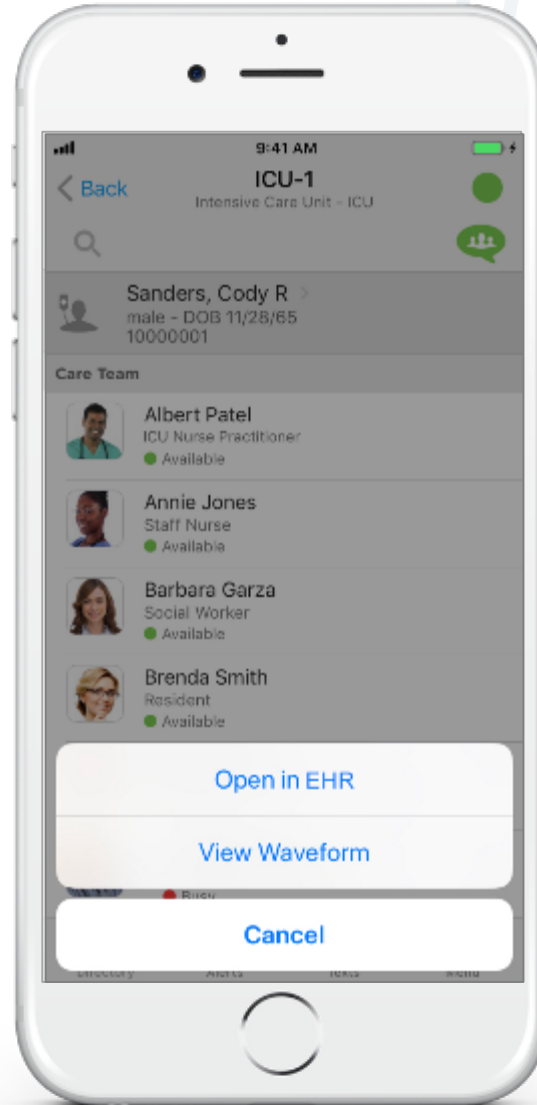 9:41 AM
Back
ICU-1
Intensive Care Unit - ICU
Sanders, Cody R
male - DOB 11/28/65
10000001
Care Team
Albert Patel
ICU Nurse Practitioner
Available
Annie Jones
Staff Nurse
Available
Barbara Garza
Social Worker
Available
Brenda Smith
Resident
Available
Open in EHR
View Waveform
Busy
Cancel
Directory Alerts Texts Menu